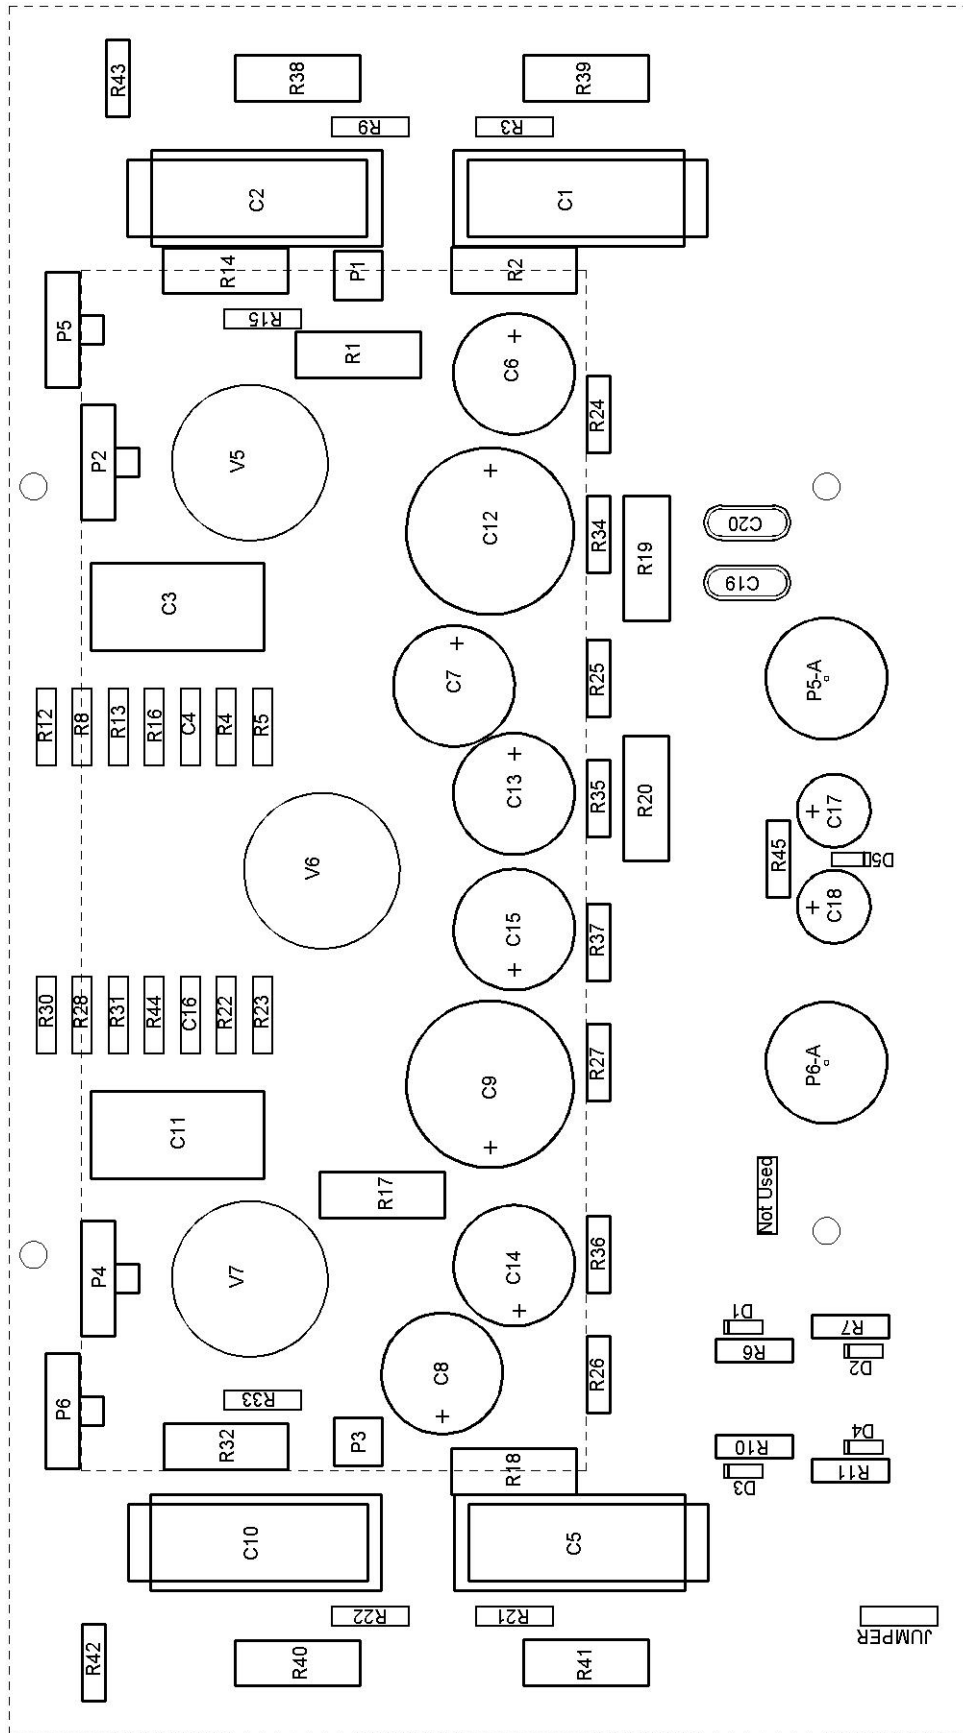 R43
R38
R39
R9
R3
C2
C1
R14
P1
R2
P5
R15
R1
C6
P2
V5
R24
C12
R34
R19
C20
C19
C3
C7
R25
P5-A
R12
R8
R13
R16
C4
R4
R5
C13
R35
R20
C17
R45
D5
V6
C18
C15
R37
R30
R28
R31
R44
C16
R22
R23
C9
R27
P6-A
C11
R17
Not Used
P4
V7
C14
R36
D1
R7
R6
D2
P6
C8
R26
R33
R32
P3
R10
D4
R18
D3
R11
C10
C5
R22
R21
JUMPER
R42
R40
R41